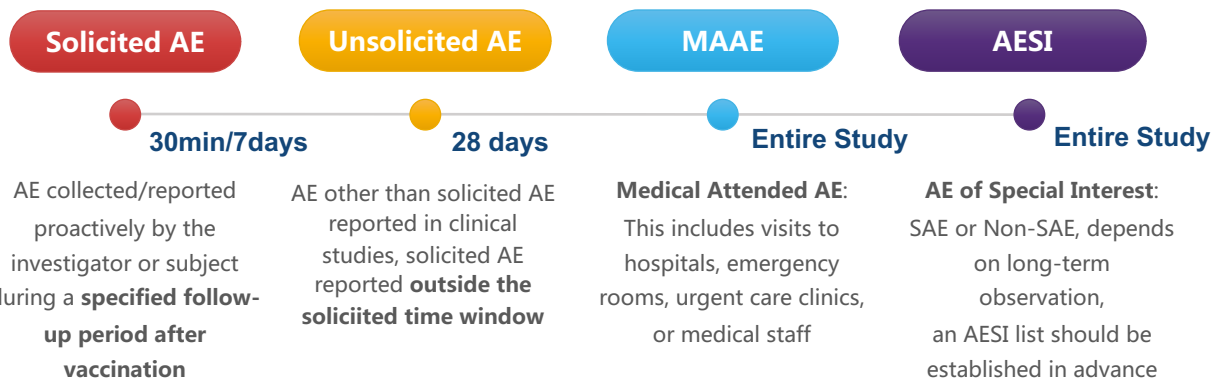 Solicited AE
Unsolicited AE
MAAE
AESI
30min/7days
28 days
Entire Study
Entire Study
AE collected/reported
proactively by the
investigator or subject
during a specified follow-
up period after
vaccination
AE other than solicited AE
reported in clinical
studies, solicited AE
reported outside the
soliciited time window
Medical Attended AE:
This includes visits to
hospitals, emergency
rooms, urgent care clinics,
or medical staff
AE of Special Interest:
SAE or Non-SAE, depends
on long-term
observation,
an AESI list should be
established in advance